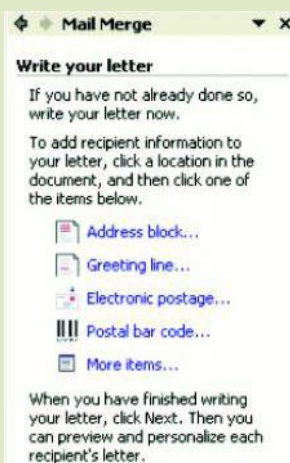 Mail Merge
Write your letter
If you have not already done so,
write your letter now.
To add recipient information to
your letter, click a location in the
document, and then click one of
the items below.
Address block...
Greeting line...
Electronic postage...
Postal bar code...
More items...
When you have finished writing
your letter, click Next. Then you
can preview and personalize each
recipient's letter.